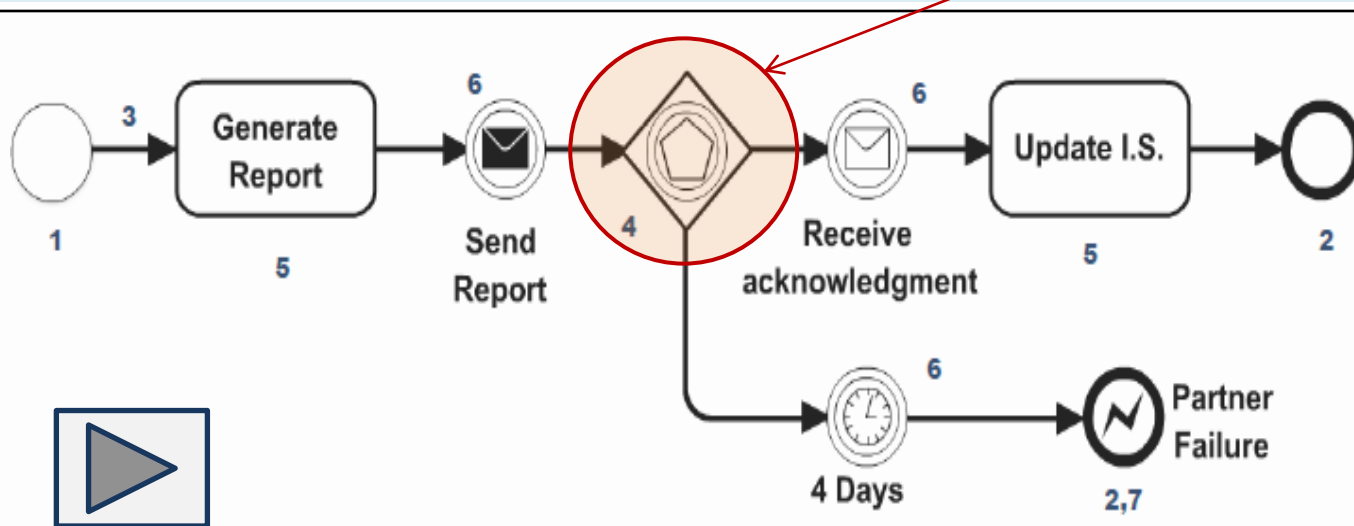 3
6
6
Generate
Report
Update I.S.
4
1
5
Send
Report
Receive
acknowledgment
5
2
6
Partner
Failure
4 Days
2,7